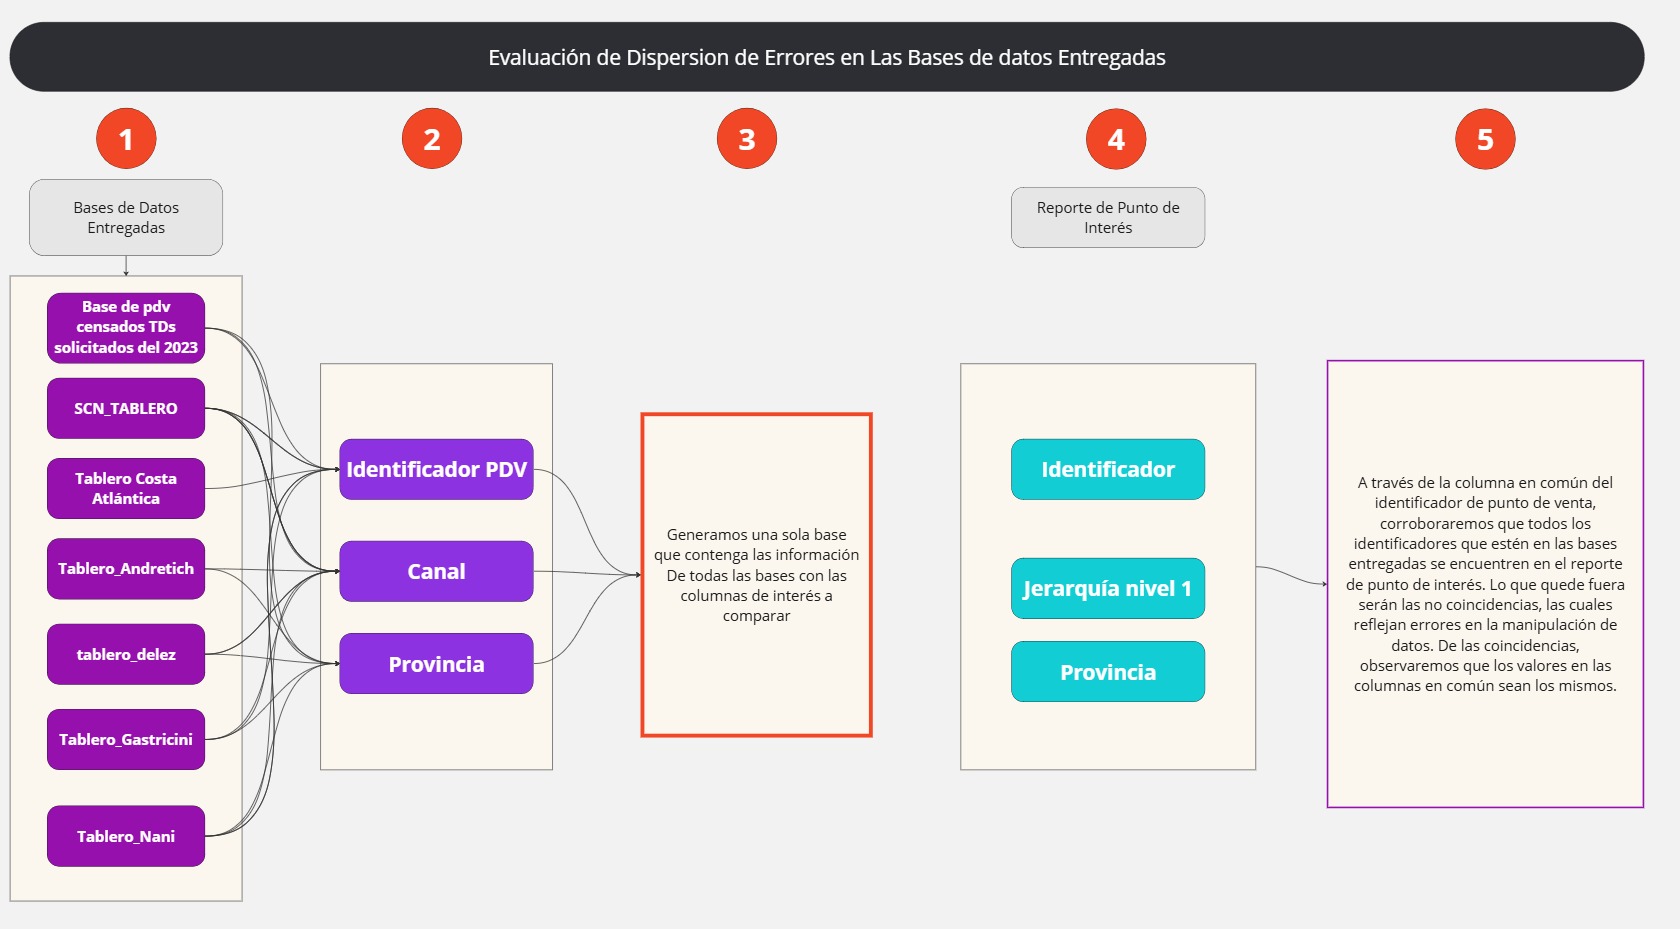 Evaluación de Dispersion de Errores en Las Bases de datos Entregadas
1
2
3
4
5
Bases de Datos
Entregadas
Reporte de Punto de
Interés
Base de pdv
censados TDs
solicitados del 2023
SCN_TABLERO
Tablero Costa
Atlántica
Tablero_Andretich
tablero_delez
Tablero_Gastricini
Tablero_Nani
Identificador PDV
Canal
Provincia
Generamos una sola base
que contenga las información
De todas las bases con las
columnas de interés a
comparar
Identificador
Jerarquía nivel 1
Provincia
A través de la columna en común del
identificador de punto de venta,
corroboraremos que todos los
identificadores que estén en las bases
entregadas se encuentren en el reporte
de punto de interés. Lo que quede fuera
serán las no coincidencias, las cuales
reflejan errores en la manipulación de
datos. De las coincidencias,
observaremos que los valores en las
columnas en común sean los mismos.